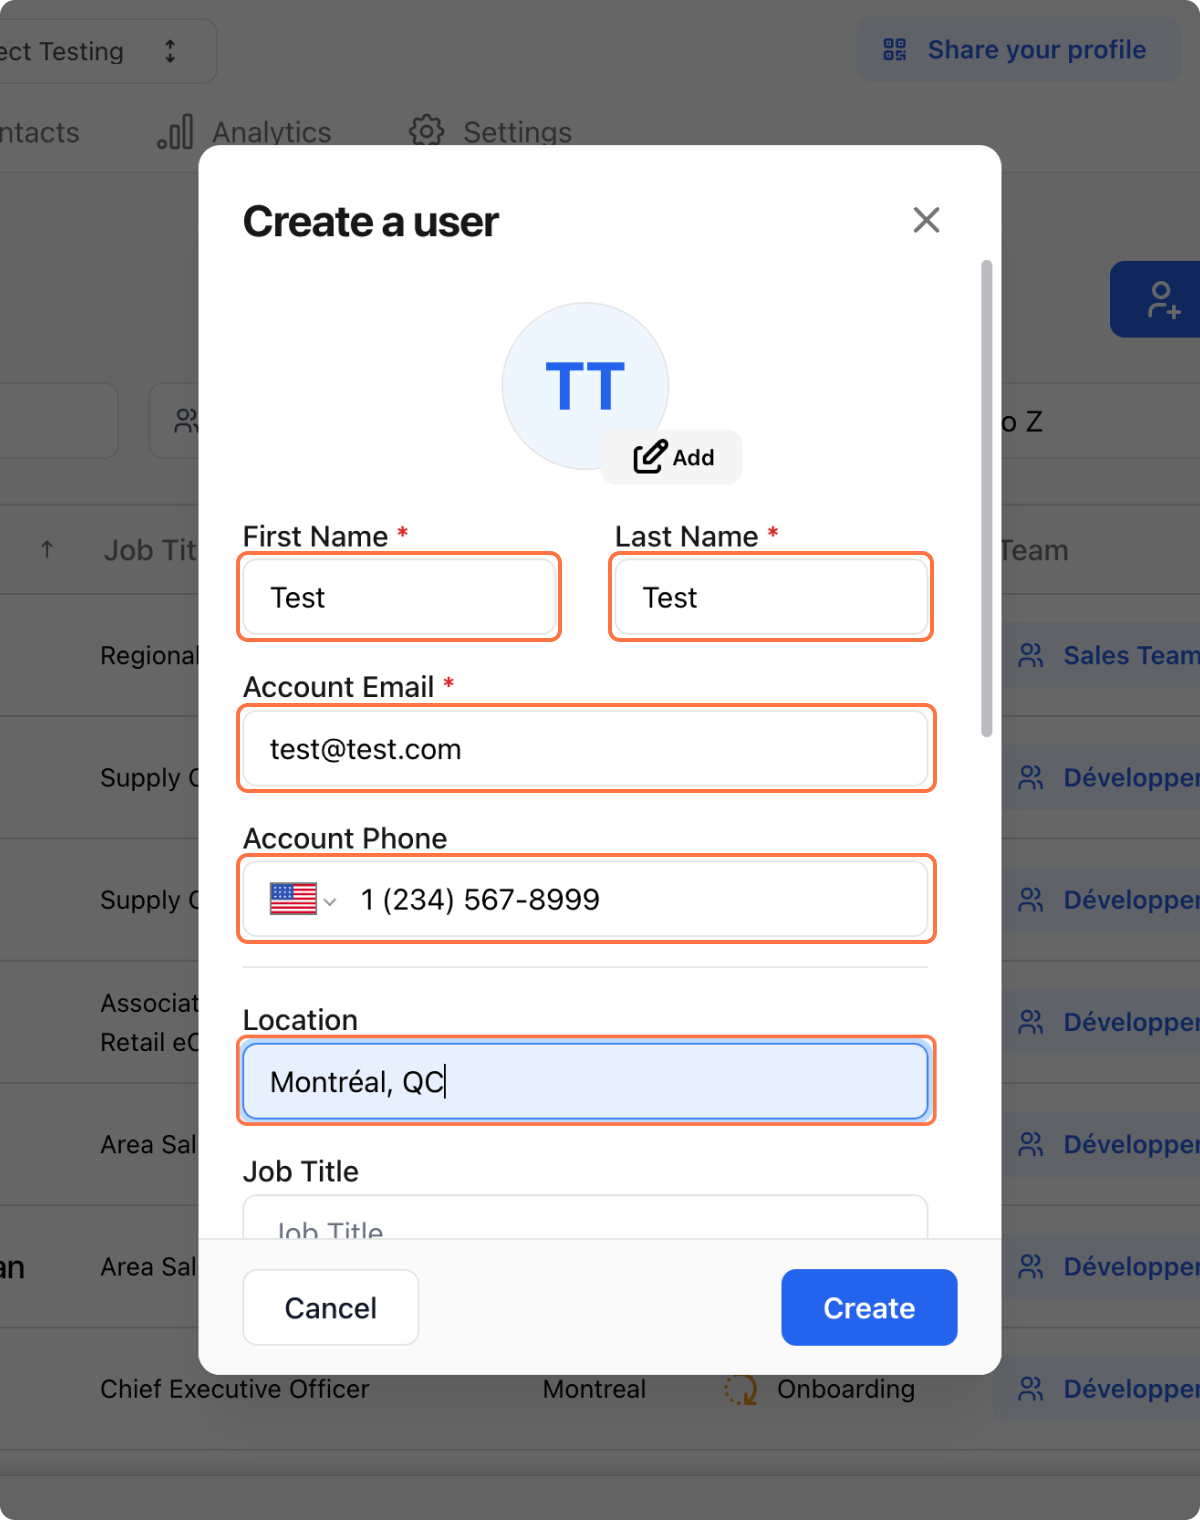 ect Testing
Share your profile
ntacts
Analytics
Settings
Create a user
TT
Add
o Z
First Name *
Last Name *
Job Tit
Team
Test
Test
Regional
Sales Team
Account Email *
test@test.com
Supply C
Développer
Account Phone
1 (234) 567-8999
Supply C
Développer
Associat
Retail eC
Développer
Location
Montréal, QC
Area Sal
Développer
Job Title
Job Title
an
Area Sal
Développer
Cancel
Create
Chief Executive Officer
Montreal
Onboarding
Développer